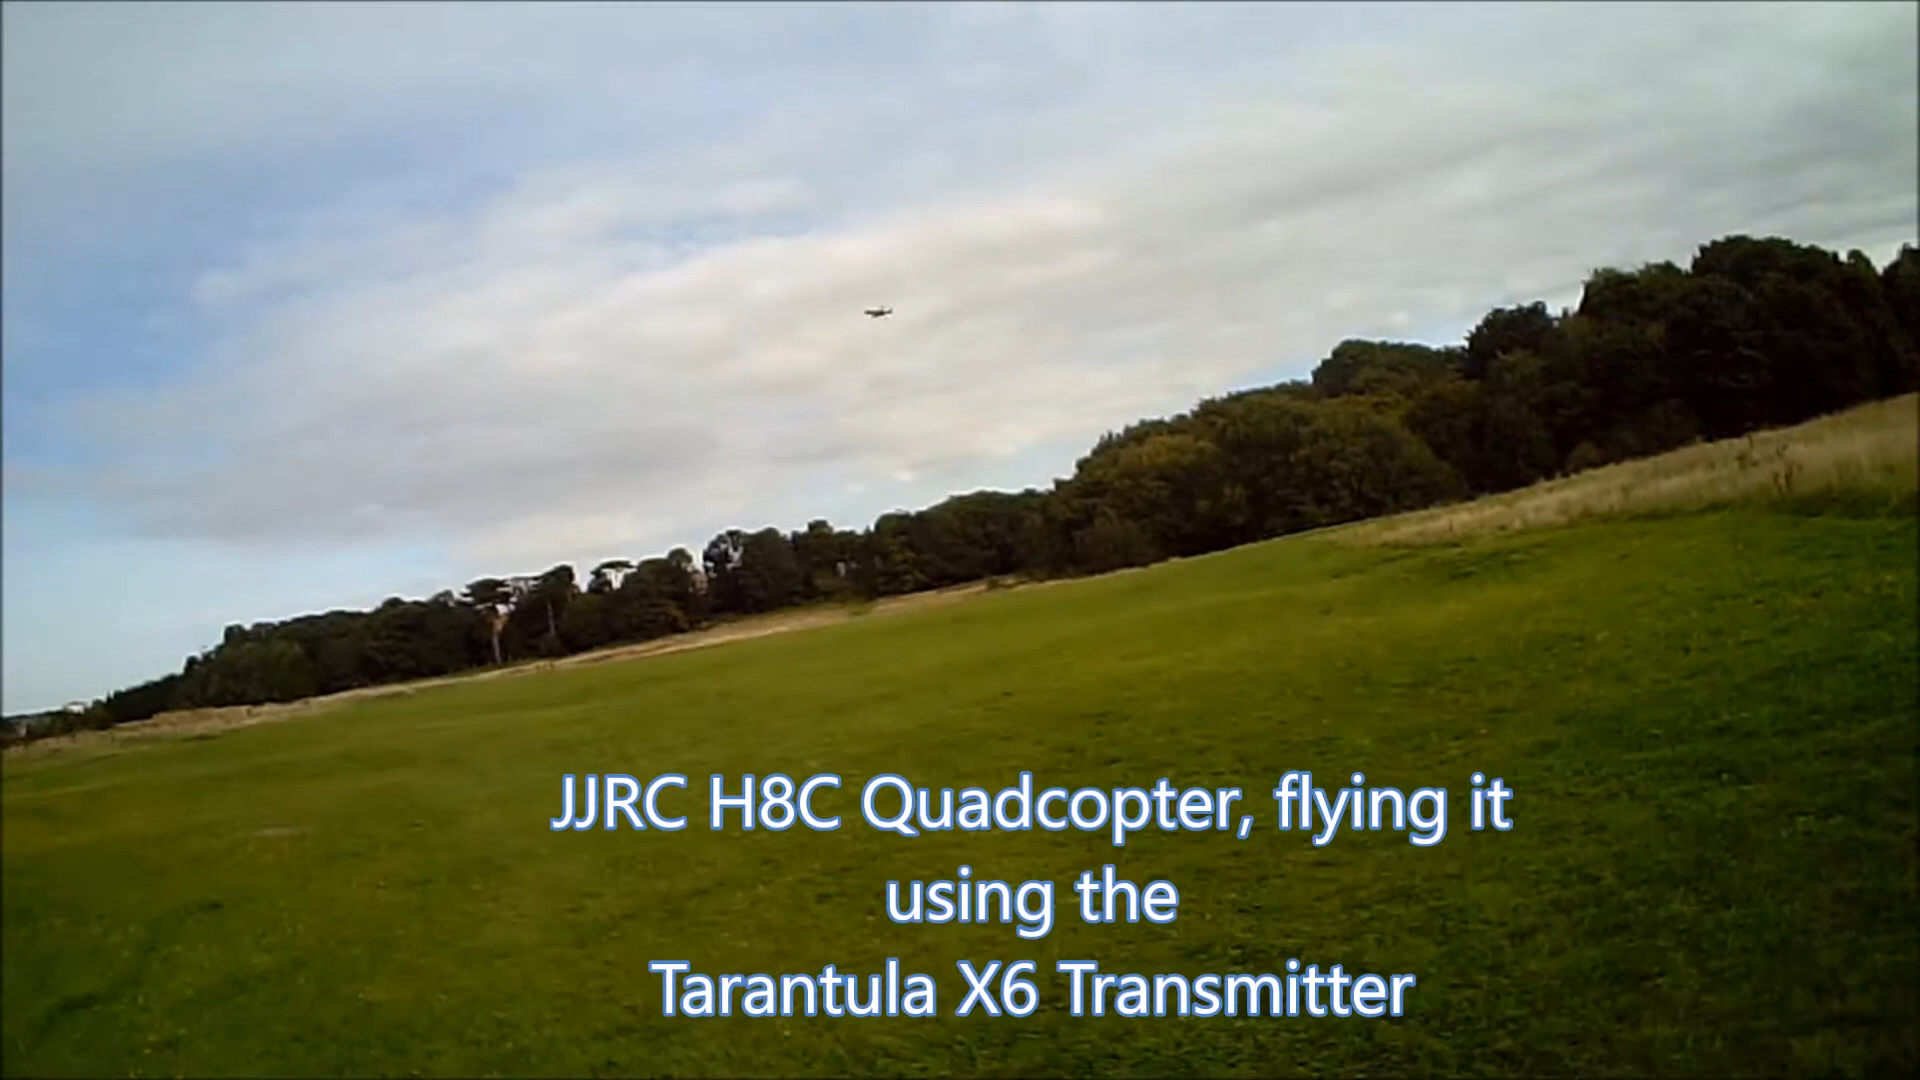 JJRC H8C Quadcopter, flying it
using the
Tarantula X6 Transmitter